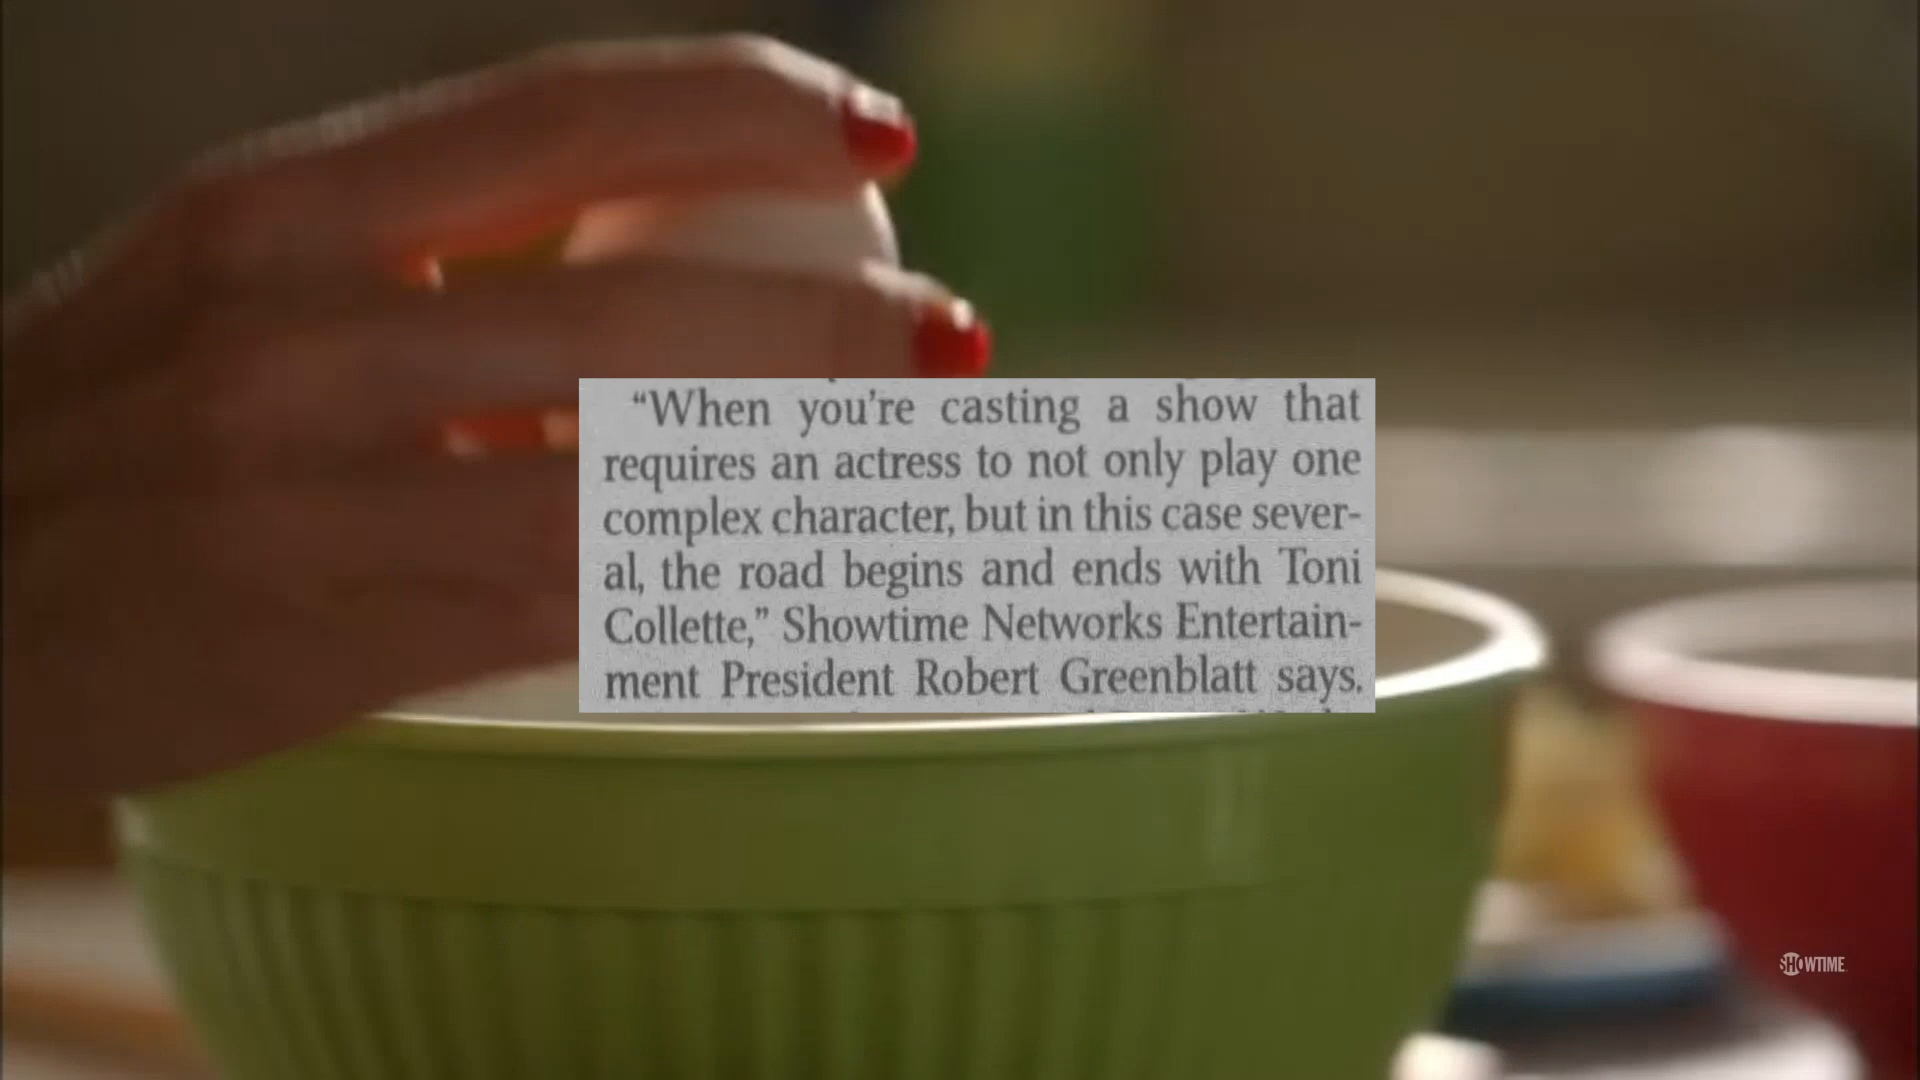 “When you’re casting a show that
requires an actress to not only play one
complex character, but in this case sever-
al, the road begins and ends with Toni
Collette,” Showtime Networks Entertain-
ment President Robert Greenblatt says.
SHOWTIME